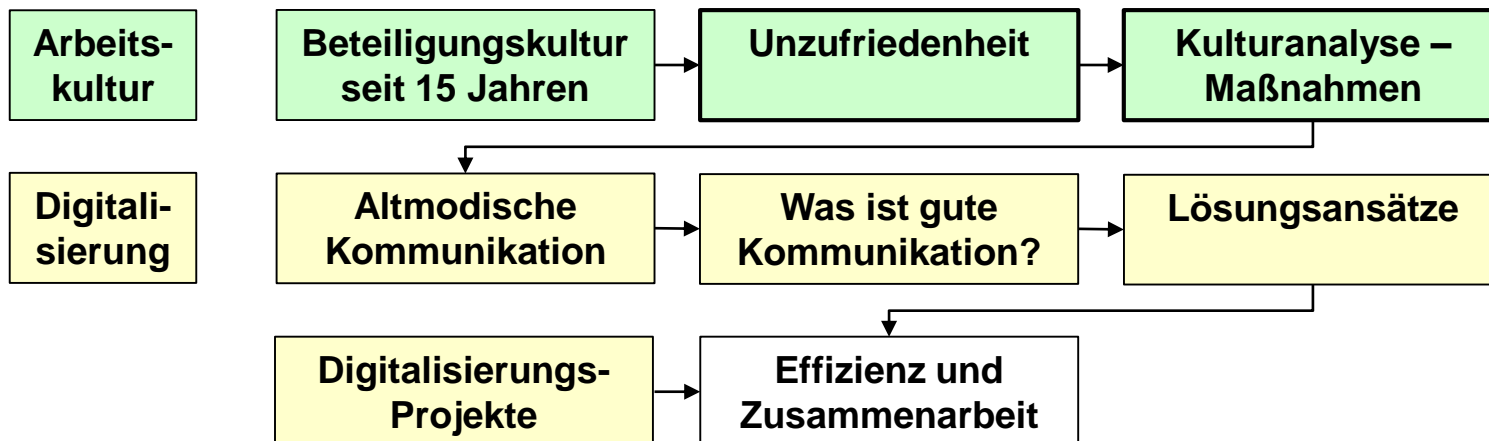 Arbeits-
kultur
Beteiligungskultur
seit 15 Jahren
Unzufriedenheit
Kulturanalyse –
Maßnahmen
Digitali-
sierung
Altmodische
Kommunikation
Was ist gute
Kommunikation?
Lösungsansätze
Digitalisierungs-
Projekte
Effizienz und
Zusammenarbeit